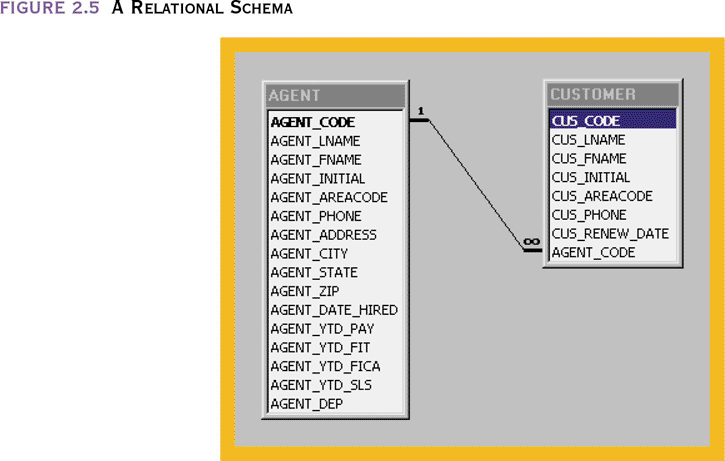 FIGURE 2.5 A RELATIONAL SCHEMA
AGENT
AGENT_CODE
AGENT_LNAME
AGENT_FNAME
AGENT_INITIAL
AGENT_AREACODE
AGENT_PHONE
AGENT_ADDRESS
AGENT_CITY
AGENT_STATE
AGENT_ZIP
AGENT_DATE_HIRED
AGENT_YTD_PAY
AGENT_YTD_FIT
AGENT_YTD_FICA
AGENT_YTD_SLS
AGENT_DEP
1
∞
CUSTOMER
CUS_CODE
CUS_LNAME
CUS_FNAME
CUS_INITIAL
CUS_AREACODE
CUS_PHONE
CUS_RENEW_DATE
AGENT_CODE